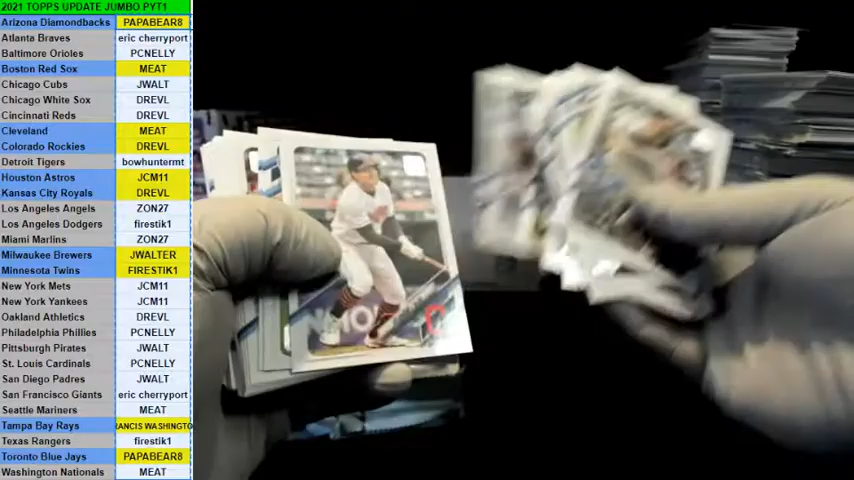 2021 TOPPS UPDATE JUMBO PYT1
Arizona Diamondbacks PAPABEAR8
Atlanta Braves eric cherryport
Baltimore Orioles PCNELLY
Boston Red Sox MEAT
Chicago Cubs JWALT
Chicago White Sox DREVL
Cincinnati Reds DREVL
Cleveland MEAT
Colorado Rockies DREVL
Detroit Tigers bowhuntermt
Houston Astros JCM11
Kansas City Royals DREVL
Los Angeles Angels ZON27
Los Angeles Dodgers firestik1
Miami Marlins ZON27
Milwaukee Brewers JWALTER
Minnesota Twins FIRESTIK1
New York Mets JCM11
New York Yankees JCM11
Oakland Athletics DREVL
Philadelphia Phillies PCNELLY
Pittsburgh Pirates JWALT
St. Louis Cardinals PCNELLY
San Diego Padres JWALT
San Francisco Giants eric cherryport
Seattle Mariners MEAT
Tampa Bay Rays RANCIS WASHINGTO
Texas Rangers firestik1
Toronto Blue Jays PAPABEAR8
Washington Nationals MEAT